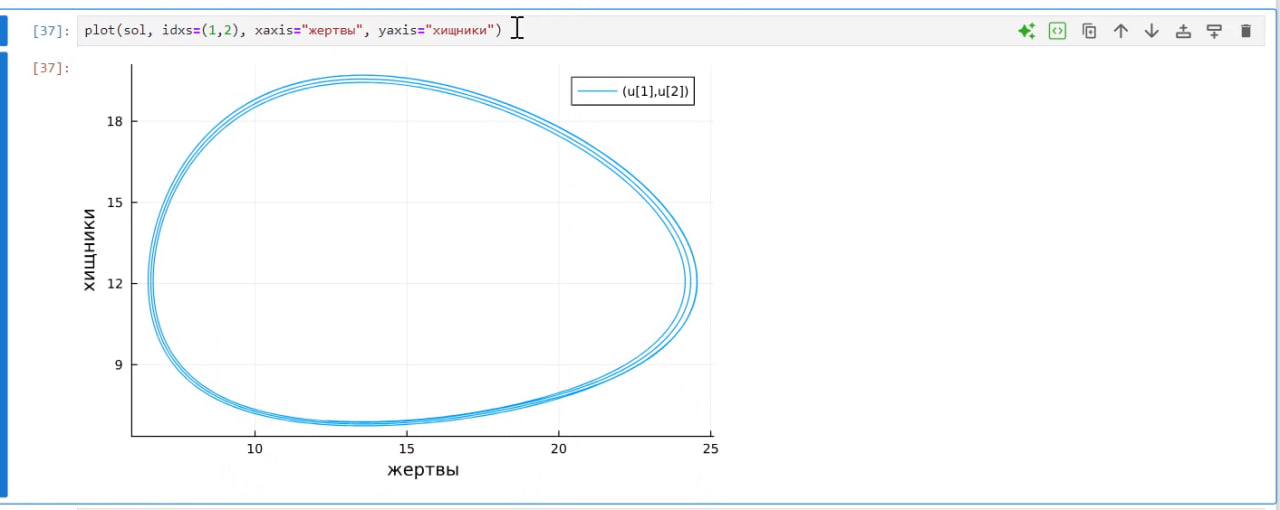 [37]: plot(sol, idxs=(1,2), xaxis="жертвы", yaxis="хищники")
[37]:
(u[1],u[2])
18
15
12
9
хищники
10 15 20 25
жертвы